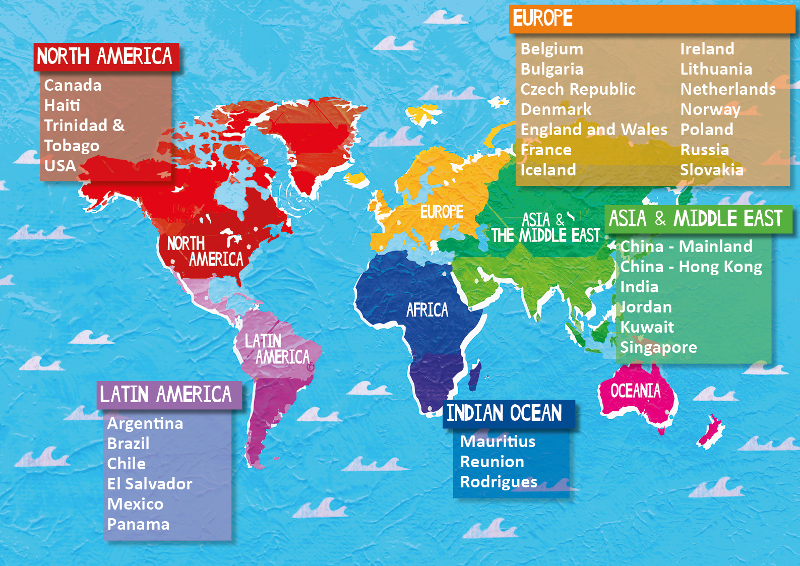 NORTH AMERICA
Canada
Haiti
Trinidad &
Tobago
USA
EUROPE
Belgium
Bulgaria
Czech Republic
Denmark
England and Wales
France
Iceland
Ireland
Lithuania
Netherlands
Norway
Poland
Russia
Slovakia
ASIA & MIDDLE EAST
China - Mainland
China - Hong Kong
India
Jordan
Kuwait
Singapore
NORTH
AMERICA
EUROPE
ASIA &
THE MIDDLE EAST
AFRICA
LATIN
AMERICA
OCEANIA
LATIN AMERICA
Argentina
Brazil
Chile
El Salvador
Mexico
Panama
INDIAN OCEAN
Mauritius
Reunion
Rodrigues